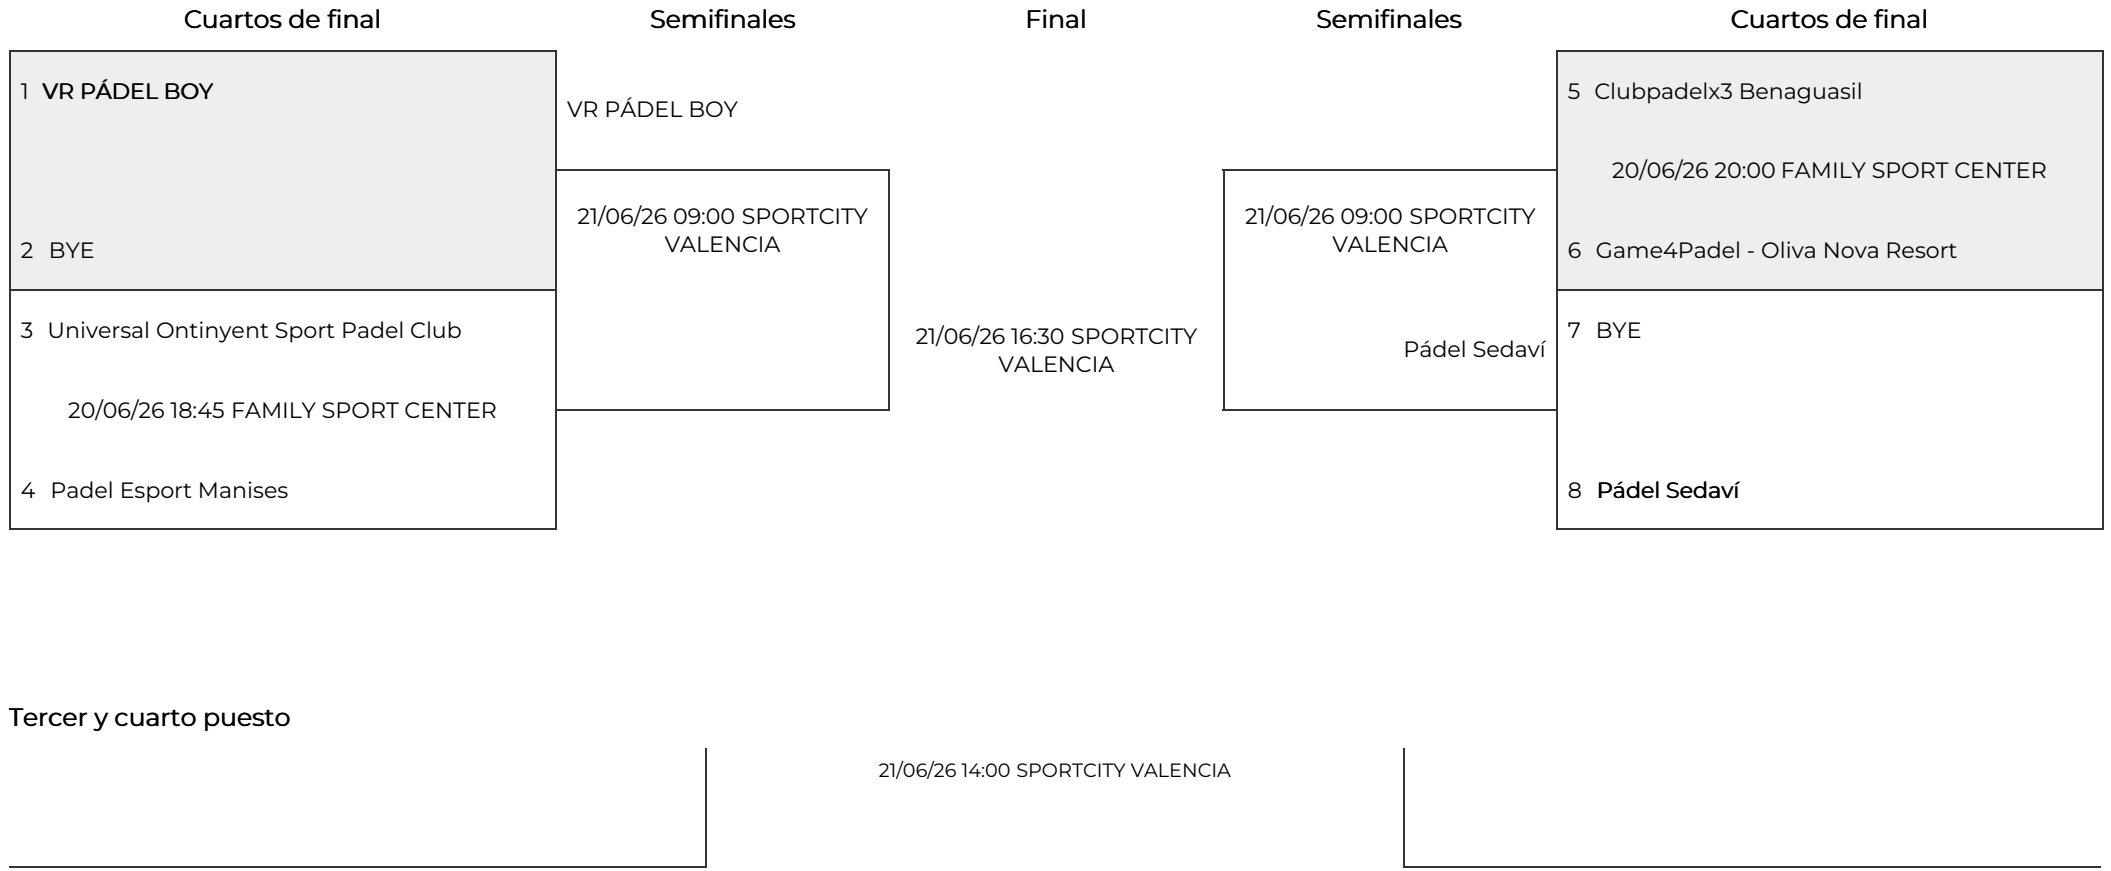 Cuartos de final
Semifinales
Final
Semifinales
Cuartos de final
1 VR PÁDEL BOY
2 BYE
3 Universal Ontinyent Sport Padel Club
20/06/26 18:45 FAMILY SPORT CENTER
4 Padel Esport Manises
VR PÁDEL BOY
21/06/26 09:00 SPORTCITY
VALENCIA
21/06/26 16:30 SPORTCITY
VALENCIA
21/06/26 09:00 SPORTCITY
VALENCIA
Pádel Sedaví
5 Clubpadelx3 Benaguasil
20/06/26 20:00 FAMILY SPORT CENTER
6 Game4Padel - Oliva Nova Resort
7 BYE
8 Pádel Sedaví
Tercer y cuarto puesto
21/06/26 14:00 SPORTCITY VALENCIA